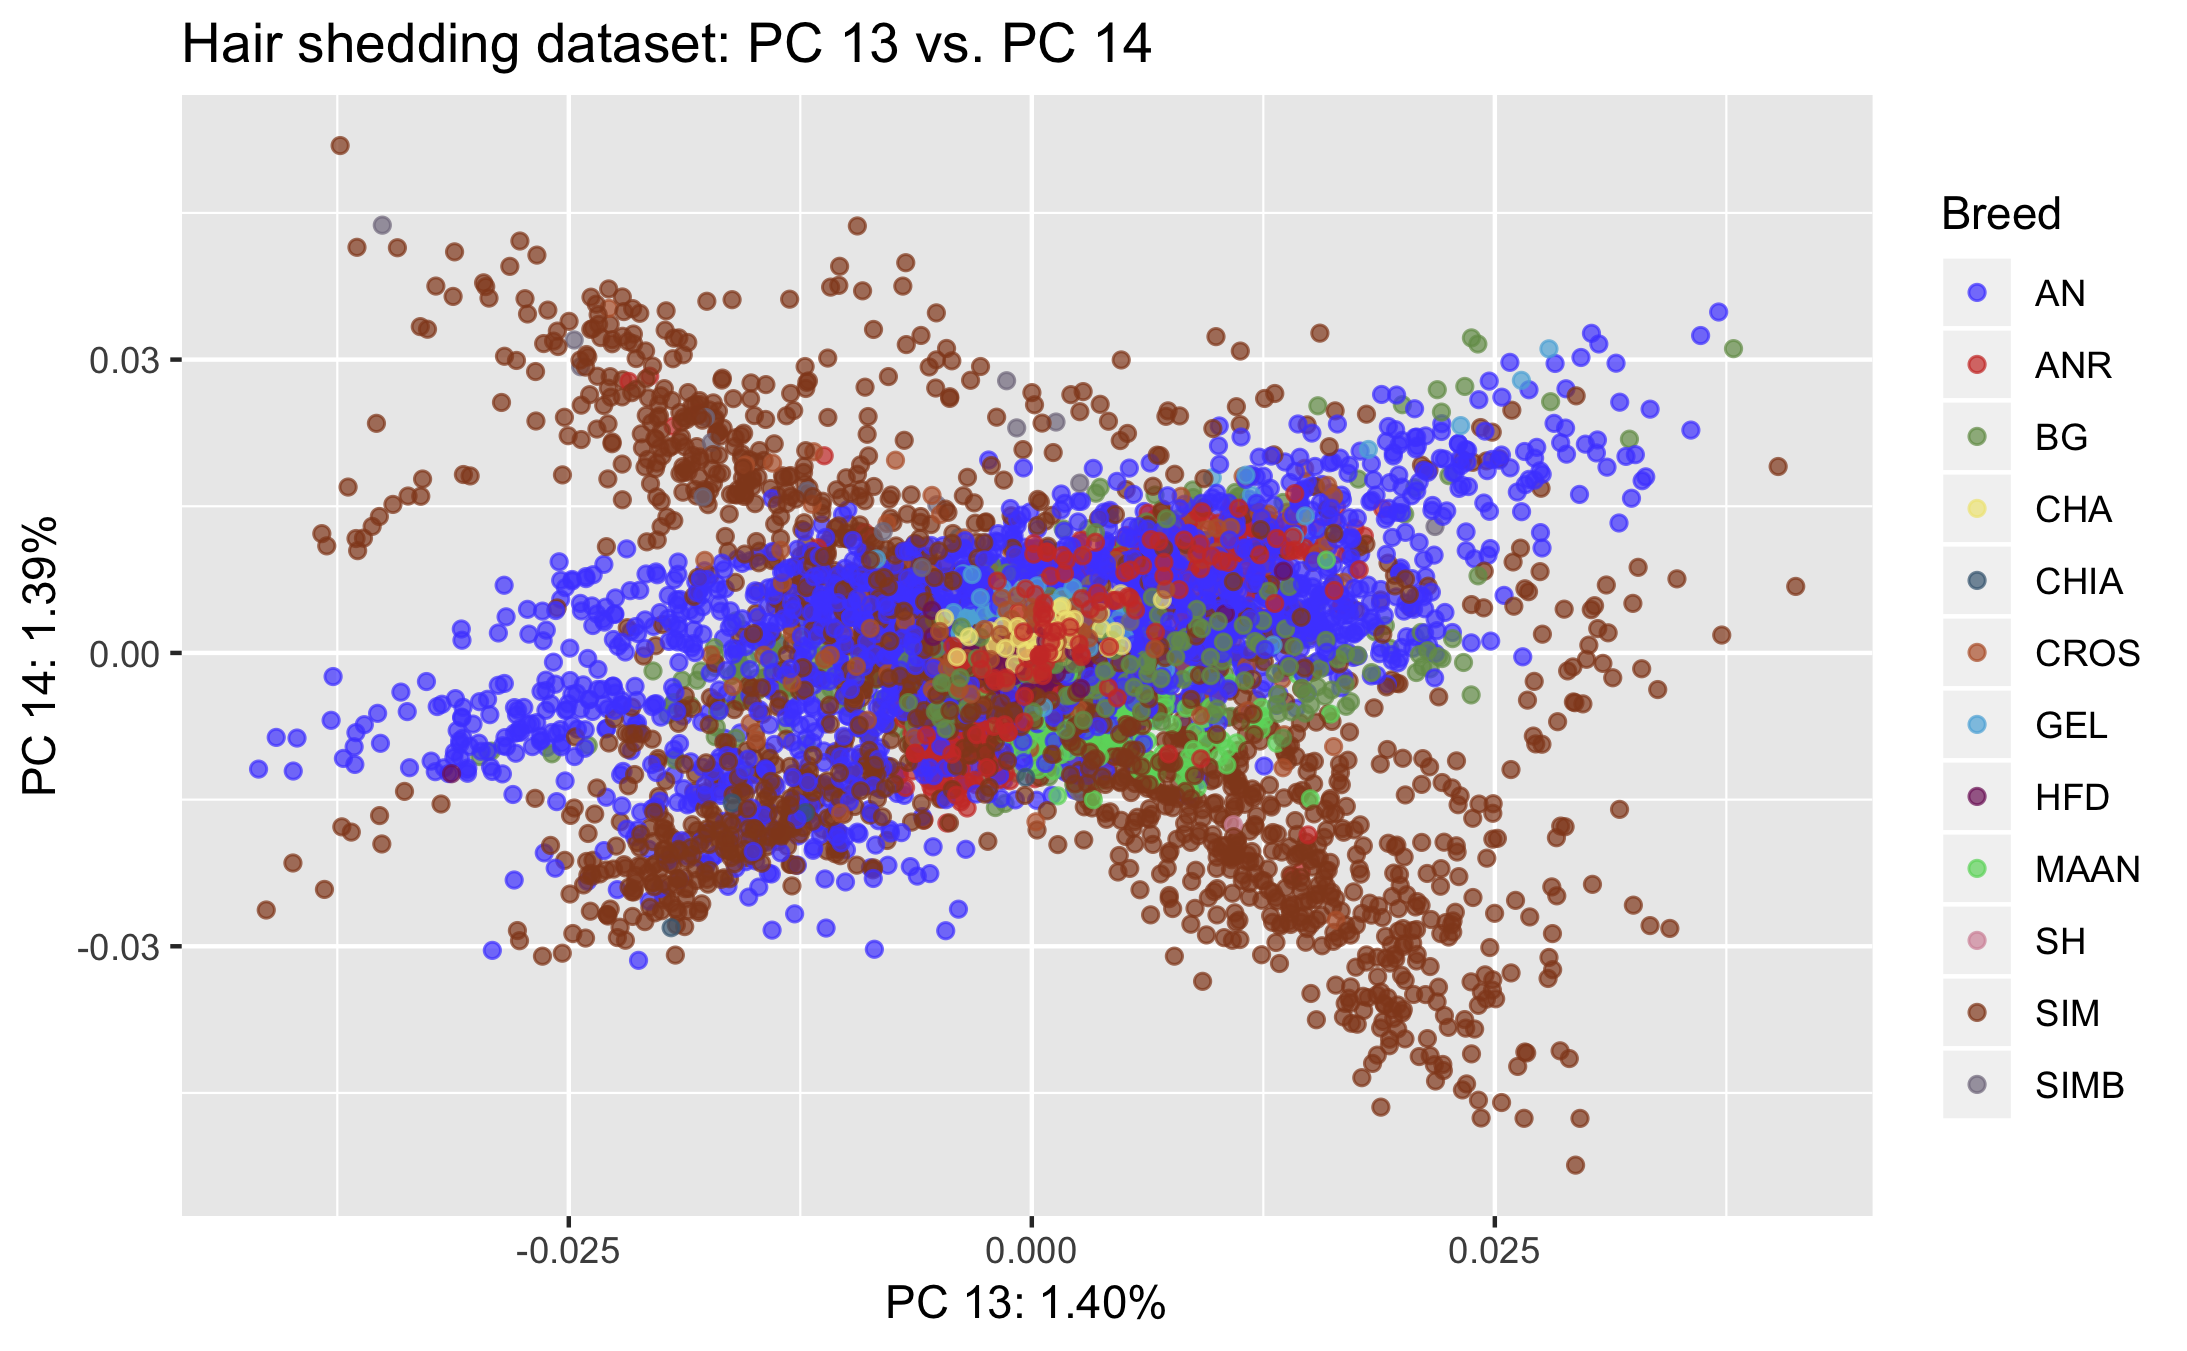 Hair shedding dataset: PC 13 vs. PC 14
PC 14: 1.39%
0.03
0.00
-0.03
-0.025
0.000
0.025
PC 13: 1.40%
Breed
AN
ANR
BG
CHA
CHIA
CROS
GEL
HFD
MAAN
SH
SIM
SIMB